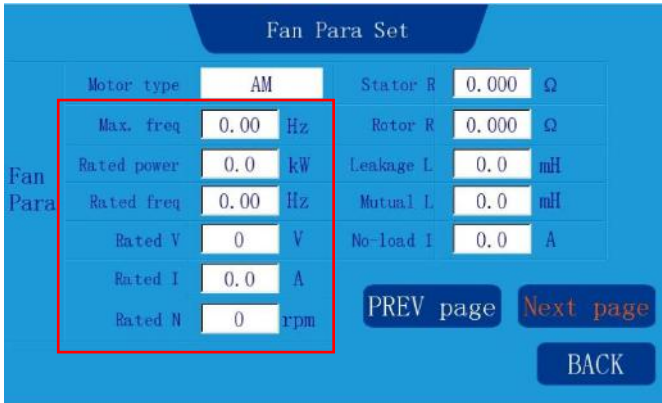 Fan Para Set
Motor type AM Stator R 0.000 Ω
Max. freq 0.00 Hz Rotor R 0.000 Ω
Rated power 0.0 kW Leakage L 0.0 mH
Fan Para
Rated freq 0.00 Hz Mutual L 0.0 mH
Rated V 0 V No-load I 0.0 A
Rated I 0.0 A
Rated N 0 rpm
PREV page Next page
BACK